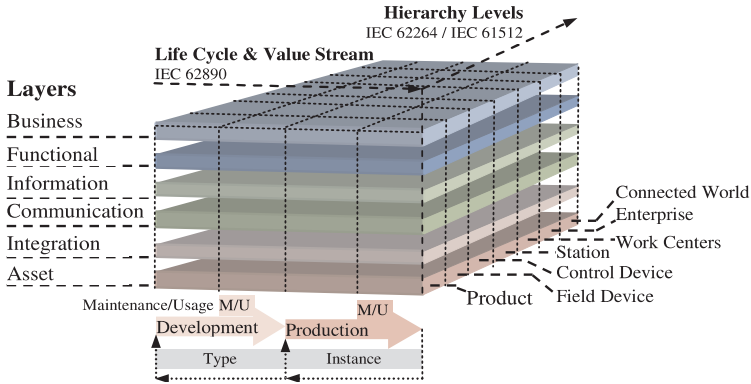 Hierarchy Levels
IEC 62264 / IEC 61512
Life Cycle & Value Stream
IEC 62890
Layers
Business
Functional
Information
Communication
Integration
Asset
Connected World
Enterprise
Work Centers
Station
Control Device
Field Device
Product
Maintenance/Usage M/U
M/U
Development
Production
Type
Instance